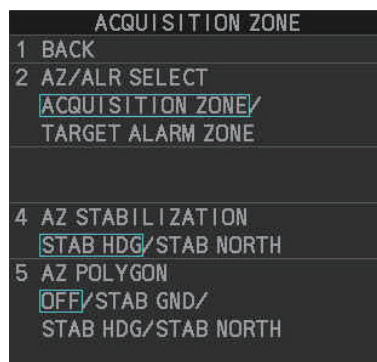 ACQUISITION ZONE
1 BACK
2 AZ/ALR SELECT
ACQUISITION ZONE/
TARGET ALARM ZONE
4 AZ STABILIZATION
STAB HDG/STAB NORTH
5 AZ POLYGON
OFF/STAB GND/
STAB HDG/STAB NORTH